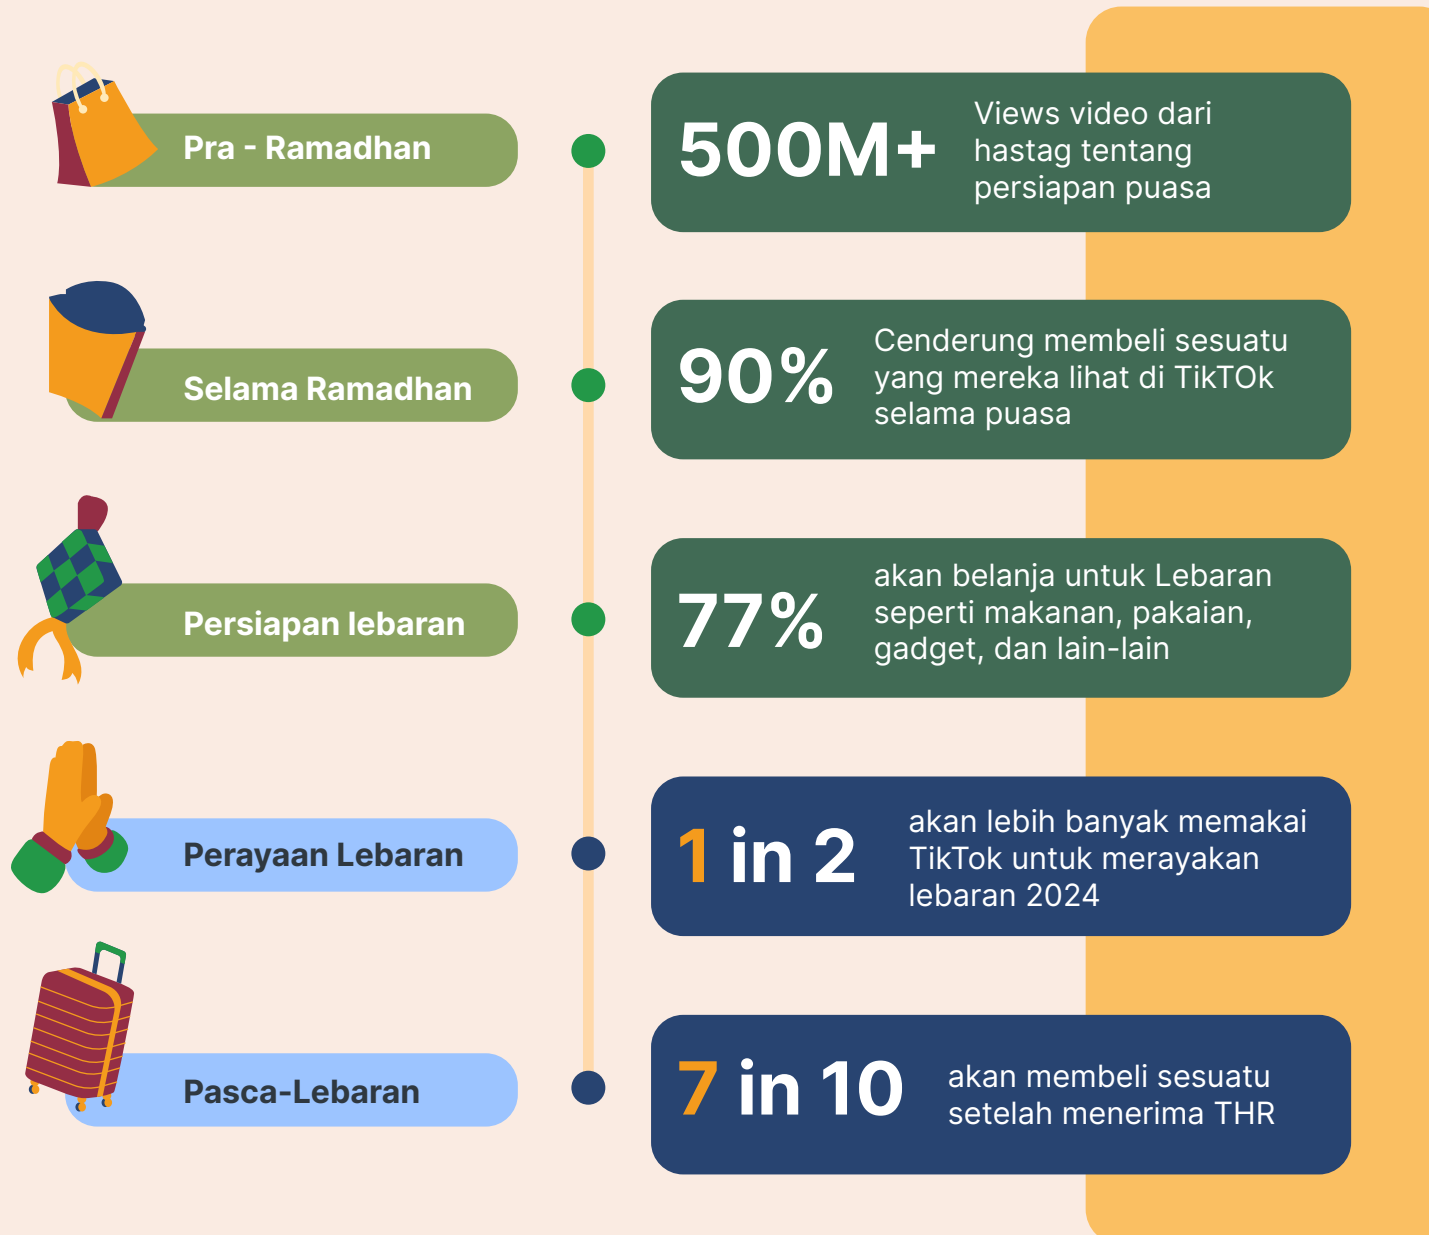 Pra - Ramadhan
500M+
Views video dari
hastag tentang
persiapan puasa
Selama Ramadhan
90%
Cenderung membeli sesuatu
yang mereka lihat di TikTOk
selama puasa
Persiapan lebaran
77%
akan belanja untuk Lebaran
seperti makanan, pakaian,
gadget, dan lain-lain
Perayaan Lebaran
1 in 2
akan lebih banyak memakai
TikTok untuk merayakan
lebaran 2024
Pasca-Lebaran
7 in 10
akan membeli sesuatu
setelah menerima THR